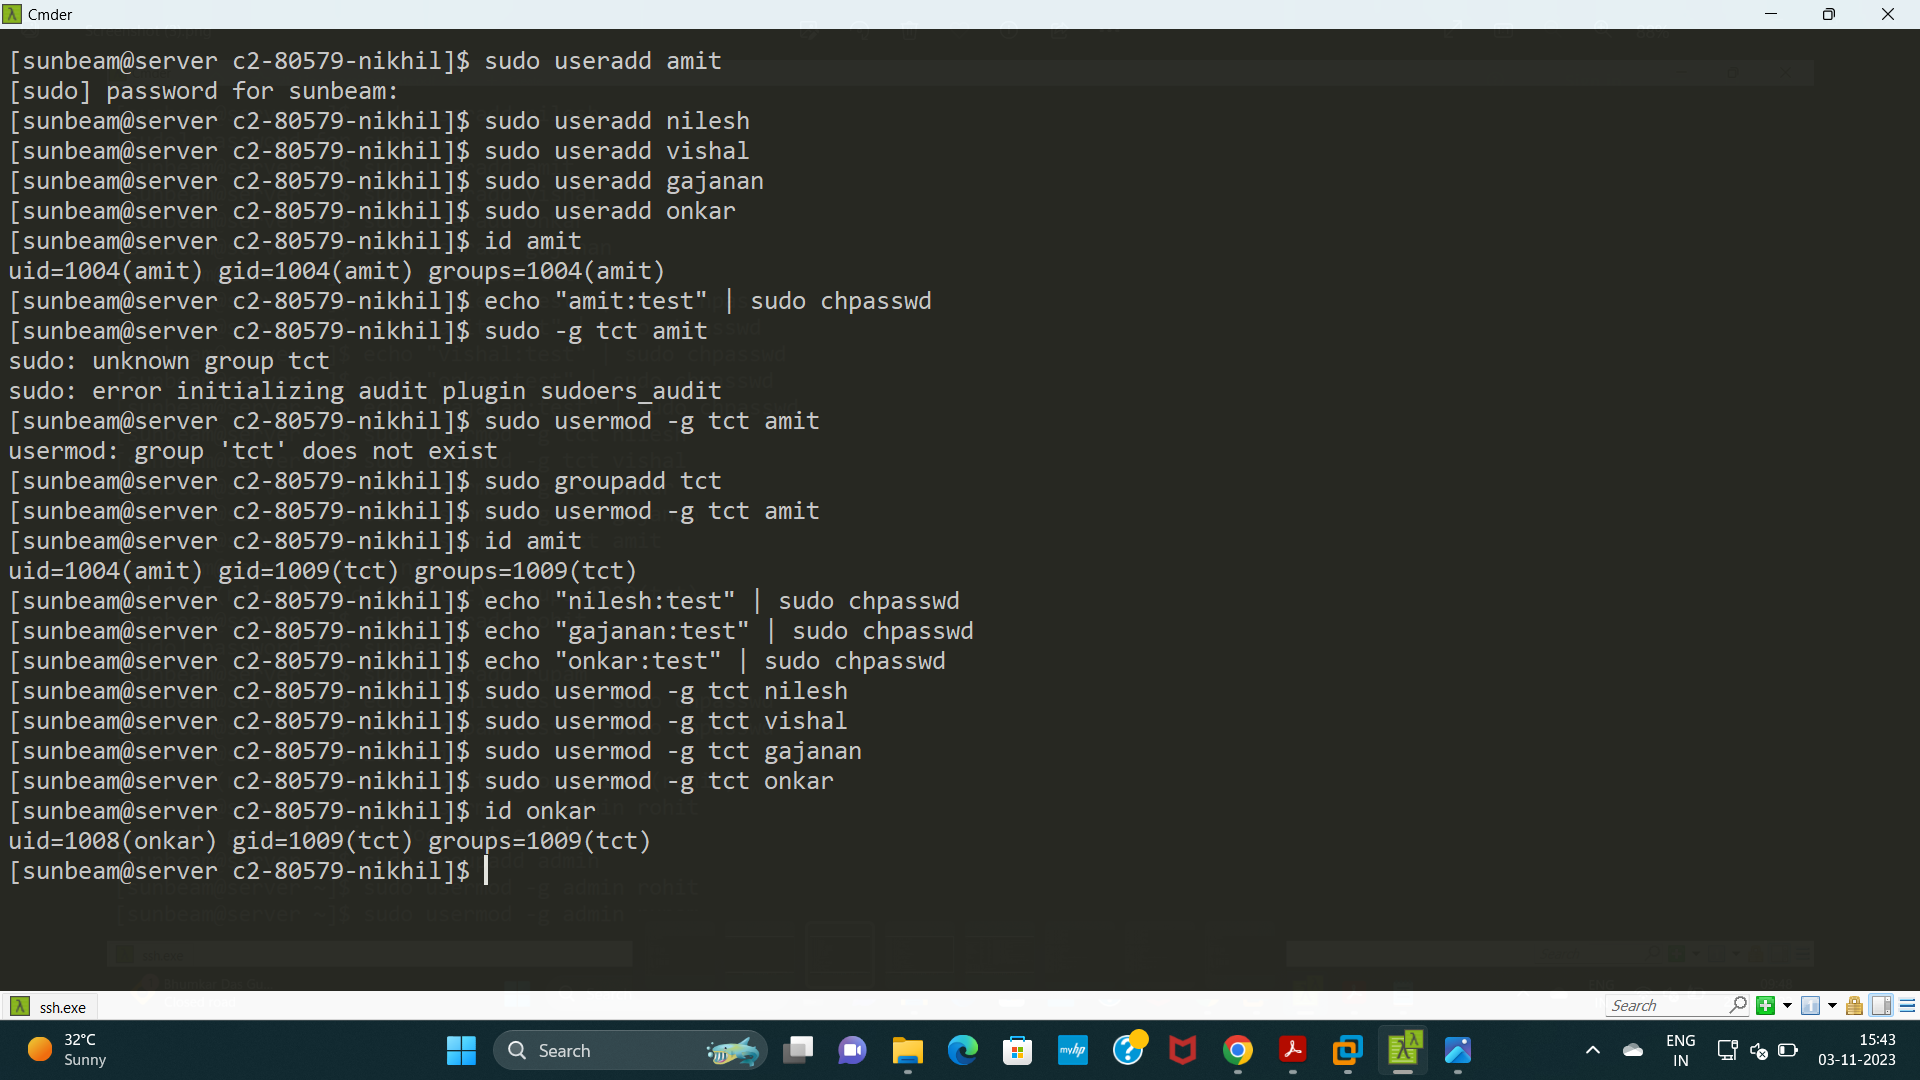 Cmder
[sunbeam@server c2-80579-nikhil]$ sudo useradd amit
[sudo] password for sunbeam:
[sunbeam@server c2-80579-nikhil]$ sudo useradd nilesh
[sunbeam@server c2-80579-nikhil]$ sudo useradd vishal
[sunbeam@server c2-80579-nikhil]$ sudo useradd gajanan
[sunbeam@server c2-80579-nikhil]$ sudo useradd onkar
[sunbeam@server c2-80579-nikhil]$ id amit
uid=1004(amit) gid=1004(amit) groups=1004(amit)
[sunbeam@server c2-80579-nikhil]$ echo "amit:test" | sudo chpasswd
[sunbeam@server c2-80579-nikhil]$ sudo -g tct amit
sudo: unknown group tct
sudo: error initializing audit plugin sudoers_audit
[sunbeam@server c2-80579-nikhil]$ sudo usermod -g tct amit
usermod: group 'tct' does not exist
[sunbeam@server c2-80579-nikhil]$ sudo groupadd tct
[sunbeam@server c2-80579-nikhil]$ sudo usermod -g tct amit
[sunbeam@server c2-80579-nikhil]$ id amit
uid=1004(amit) gid=1009(tct) groups=1009(tct)
[sunbeam@server c2-80579-nikhil]$ echo "nilesh:test" | sudo chpasswd
[sunbeam@server c2-80579-nikhil]$ echo "gajanan:test" | sudo chpasswd
[sunbeam@server c2-80579-nikhil]$ echo "onkar:test" | sudo chpasswd
[sunbeam@server c2-80579-nikhil]$ sudo usermod -g tct nilesh
[sunbeam@server c2-80579-nikhil]$ sudo usermod -g tct vishal
[sunbeam@server c2-80579-nikhil]$ sudo usermod -g tct gajanan
[sunbeam@server c2-80579-nikhil]$ sudo usermod -g tct onkar
[sunbeam@server c2-80579-nikhil]$ id onkar
uid=1008(onkar) gid=1009(tct) groups=1009(tct)
[sunbeam@server c2-80579-nikhil]$
[sunbeam@server ~]$ sudo usermod -g admin rohit
[sunbeam@server ~]$ sudo usermod -g admin
ssh.exe
Search
32°C
Sunny
Search
myhp
ENG
IN
15:43
03-11-2023